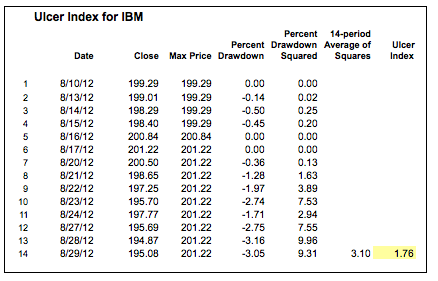 Ulcer Index for IBM
Percent 14-period
Percent Drawdown Average of Ulcer
Date Close Max Price Drawdown Squared Squares Index
1 8/10/12 199.29 199.29 0.00 0.00
2 8/13/12 199.01 199.29 -0.14 0.02
3 8/14/12 198.29 199.29 -0.50 0.25
4 8/15/12 198.40 199.29 -0.45 0.20
5 8/16/12 200.84 200.84 0.00 0.00
6 8/17/12 201.22 201.22 0.00 0.00
7 8/20/12 200.50 201.22 -0.36 0.13
8 8/21/12 198.65 201.22 -1.28 1.63
9 8/22/12 197.25 201.22 -1.97 3.89
10 8/23/12 195.70 201.22 -2.74 7.53
11 8/24/12 197.77 201.22 -1.71 2.94
12 8/27/12 195.69 201.22 -2.75 7.55
13 8/28/12 194.87 201.22 -3.16 9.96
14 8/29/12 195.08 201.22 -3.05 9.31 3.10 1.76